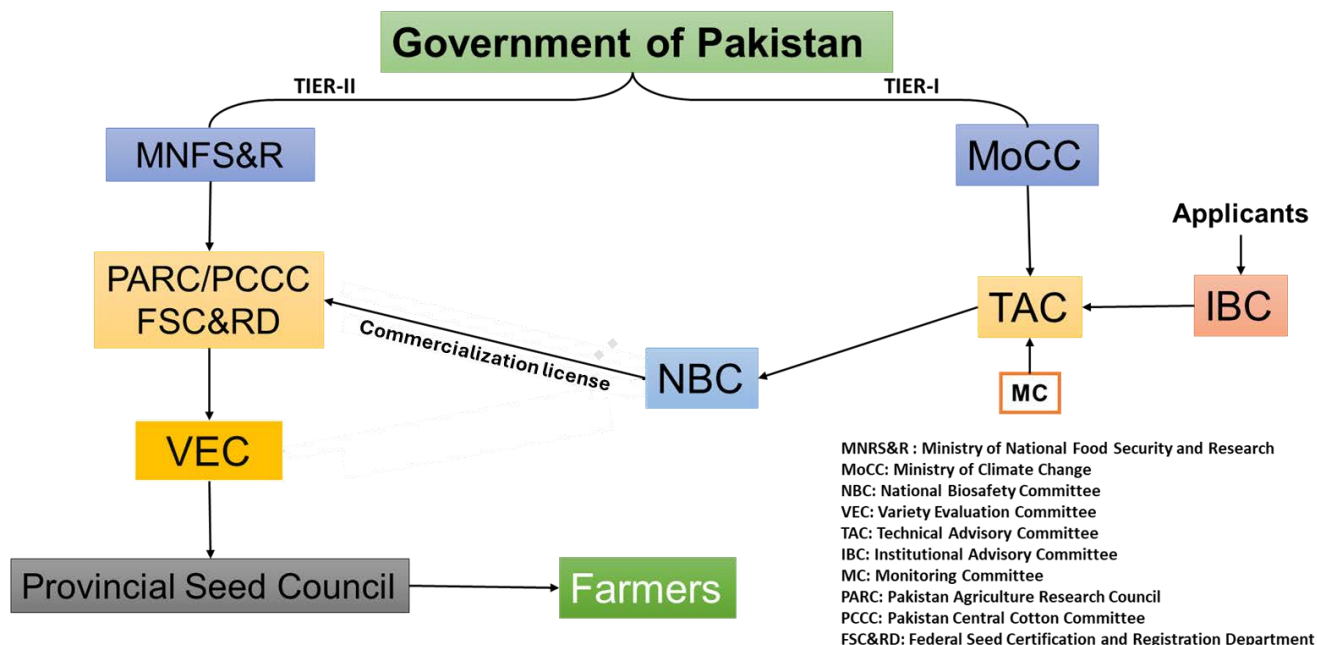 Government of Pakistan
TIER-II
TIER-I
MNFS&R
MoCC
Applicants
PARC/PCCC
FSC&RD
TAC
IBC
Commercialization license
NBC
MC
VEC
Provincial Seed Council
Farmers
MNRS&R : Ministry of National Food Security and Research
MoCC: Ministry of Climate Change
NBC: National Biosafety Committee
VEC: Variety Evaluation Committee
TAC: Technical Advisory Committee
IBC: Institutional Advisory Committee
MC: Monitoring Committee
PARC: Pakistan Agriculture Research Council
PCCC: Pakistan Central Cotton Committee
FSC&RD: Federal Seed Certification and Registration Department